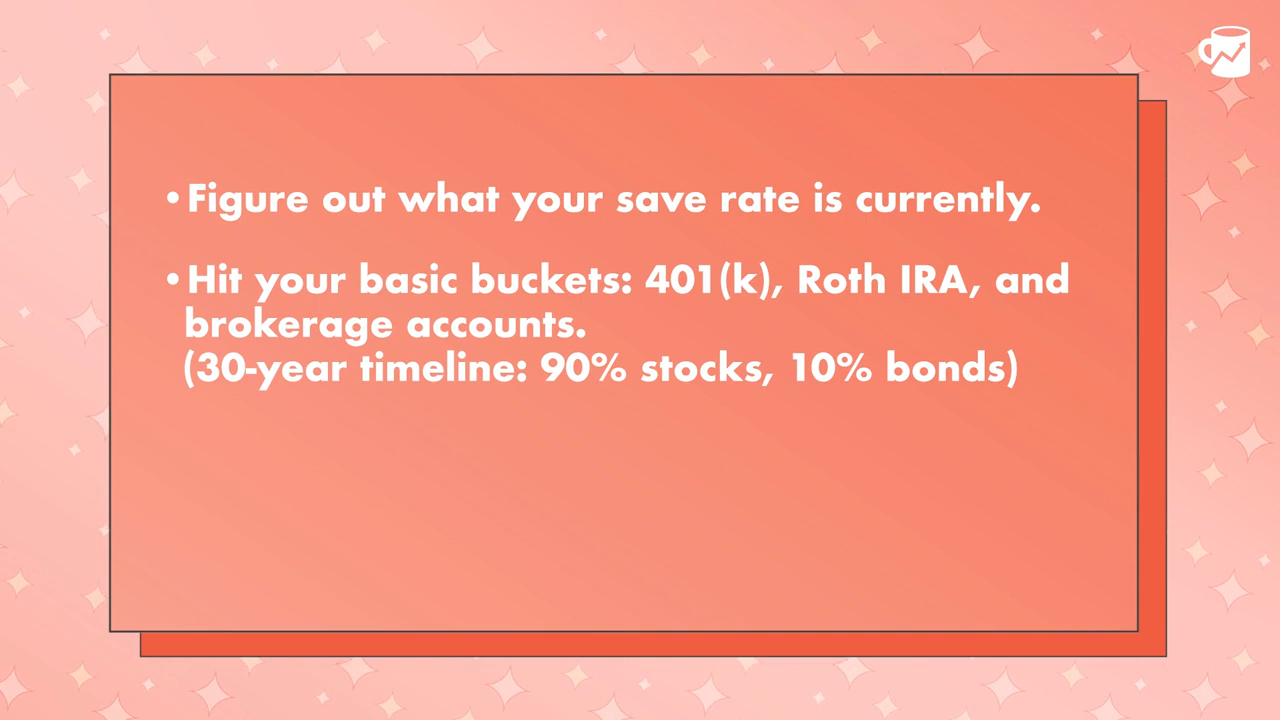 •Figure out what your save rate is currently.
•Hit your basic buckets: 401(k), Roth IRA, and
brokerage accounts.
(30-year timeline: 90% stocks, 10% bonds)